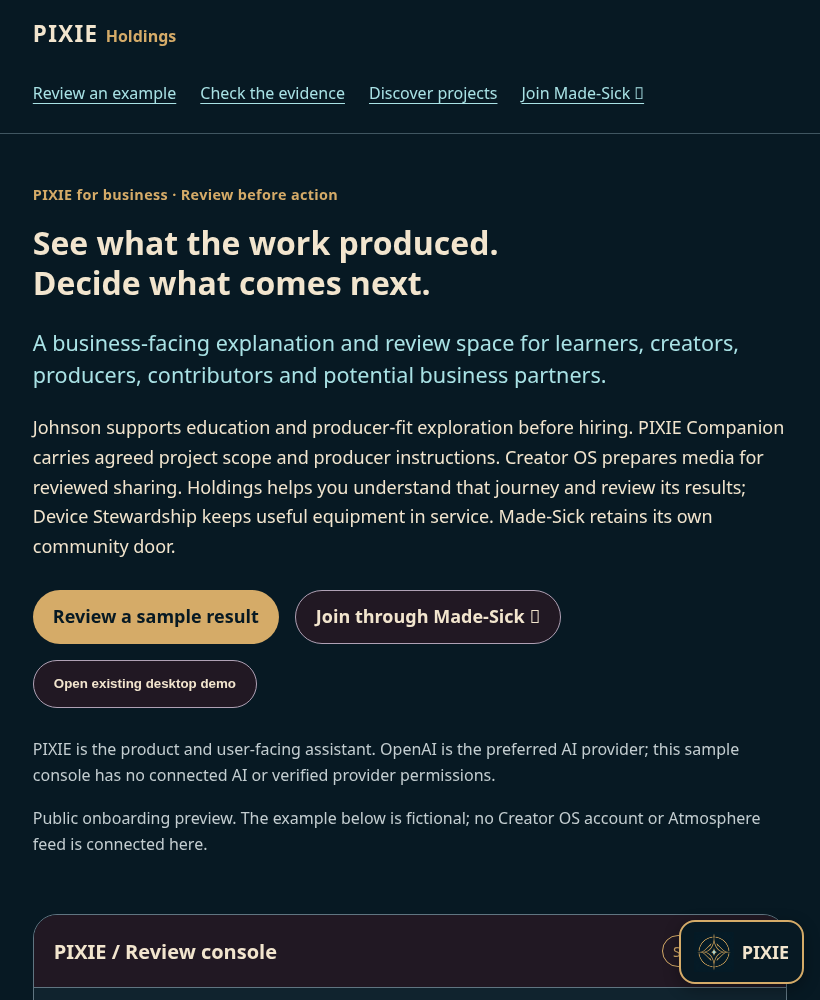 PIXIE Holdings
Review an example Check the evidence Discover projects Join Made-Sick
PIXIE for business · Review before action
See what the work produced.
Decide what comes next.
A business-facing explanation and review space for learners, creators,
producers, contributors and potential business partners.
Johnson supports education and producer-fit exploration before hiring. PIXIE Companion
carries agreed project scope and producer instructions. Creator OS prepares media for
reviewed sharing. Holdings helps you understand that journey and review its results;
Device Stewardship keeps useful equipment in service. Made-Sick retains its own
community door.
Review a sample result Join through Made-Sick
Open existing desktop demo
PIXIE is the product and user-facing assistant. OpenAI is the preferred AI provider; this sample
console has no connected AI or verified provider permissions.
Public onboarding preview. The example below is fictional; no Creator OS account or Atmosphere
feed is connected here.
PIXIE / Review console
PIXIE